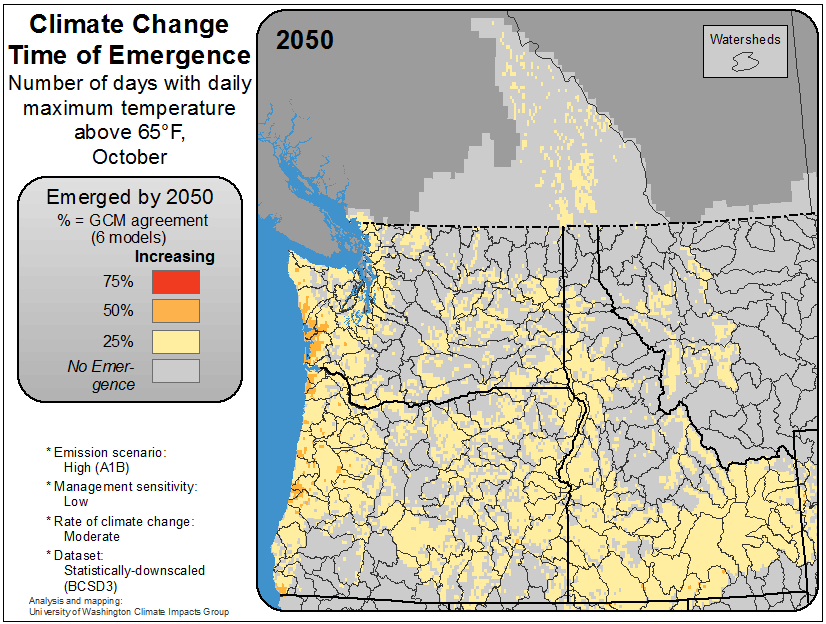 Climate Change
Time of Emergence
Number of days with daily
maximum temperature
above 65°F,
October
Emerged by 2050
% = GCM agreement
(6 models)
Increasing
75%
50%
25%
No Emer-
gence
* Emission scenario:
High (A1B)
* Management sensitivity:
Low
* Rate of climate change:
Moderate
* Dataset:
Statistically-downscaled
(BCSD3)
Analysis and mapping:
University of Washington Climate Impacts Group
2050
Watersheds